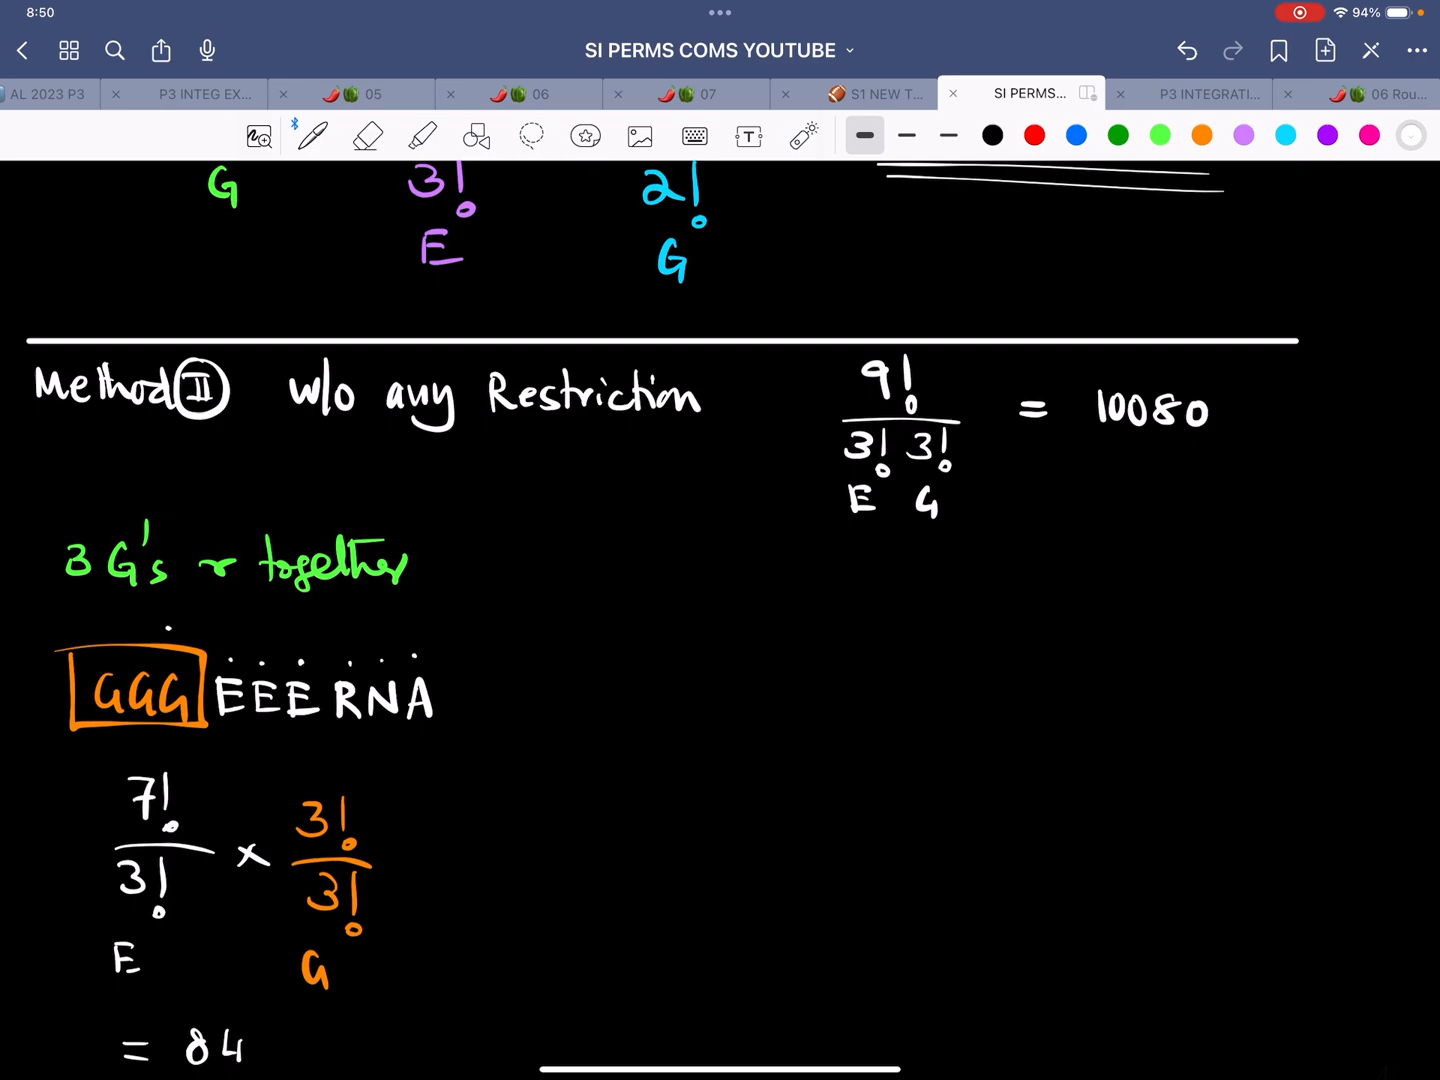 8:50
94%
SI PERMS COMS YOUTUBE
AL 2023 P3
P3 INTEG EX...
05
06
07
S1 NEW T...
SI PERMS...
P3 INTEGRATI...
06 Rou...
G 3! 2!
E G
Method II w/o any Restriction 9! / 3! 3! = 10080
E G
3 G's r together
GGG EEERNA
7! / 3! × 3! / 3!
E G
= 84